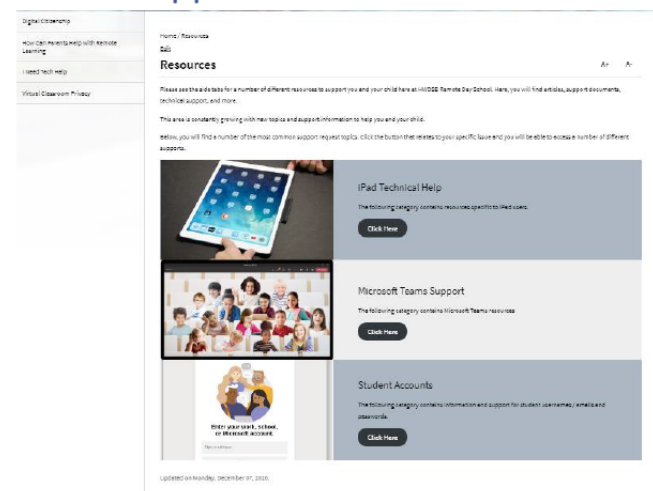 Digital Citizenship
How Can Parents Help with Remote
Learning
I Need Tech Help
Virtual Classroom Privacy
Home / Resources
Resources
A+ A-
Please see the side tabs for a number of different resources to support you and your child here at HWDSB Remote Day School. Here, you will find articles, support documents,
technical support, and more.
This area is constantly growing with new topics and support information to help you and your child.
Below, you will find a number of the most common support request topics. Click the button that relates to your specific issue and you will be able to access a number of different
supports.
iPad Technical Help
The following category contains resources specific to iPad users.
Click Here
Microsoft Teams Support
The following category contains Microsoft Teams resources
Click Here
Student Accounts
The following category contains information and support for student usernames / emails and
passwords.
Click Here
Enter your work, school,
or Microsoft account.
Updated on Monday, December 07, 2020.